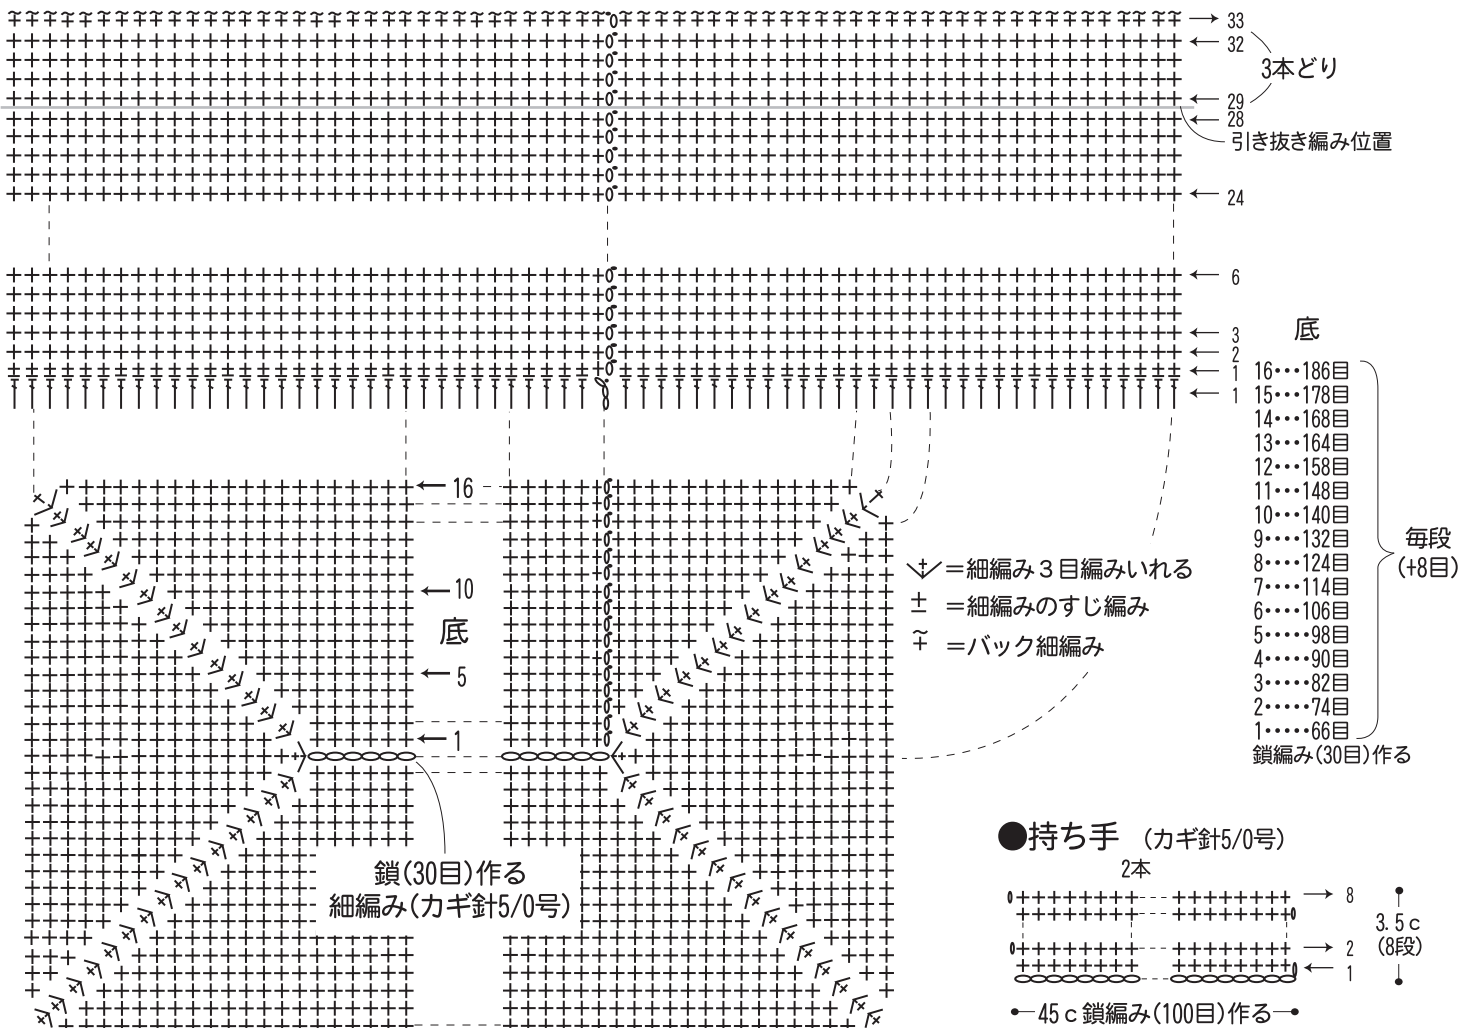 33
32
3本どり
29
28
引き抜き編み位置
24
6
3
2
1
1
底
16・・・186目
15・・・178目
14・・・168目
13・・・164目
12・・・158目
11・・・148目
10・・・140目
9・・・・・132目
8・・・・・124目
7・・・・・114目
6・・・・・106目
5・・・・・98目
4・・・・・90目
3・・・・・82目
2・・・・・74目
1・・・・・66目
鎖編み(30目)作る
毎段
(+8目)
16
10
底
5
1
=細編み3目編みいれる
=細編みのすじ編み
=バック細編み
鎖(30目)作る
細編み(カギ針5/0号)
●持ち手 (カギ針5/0号)
2本
8
2
1
3.5c
(8段)
45c鎖編み(100目)作る